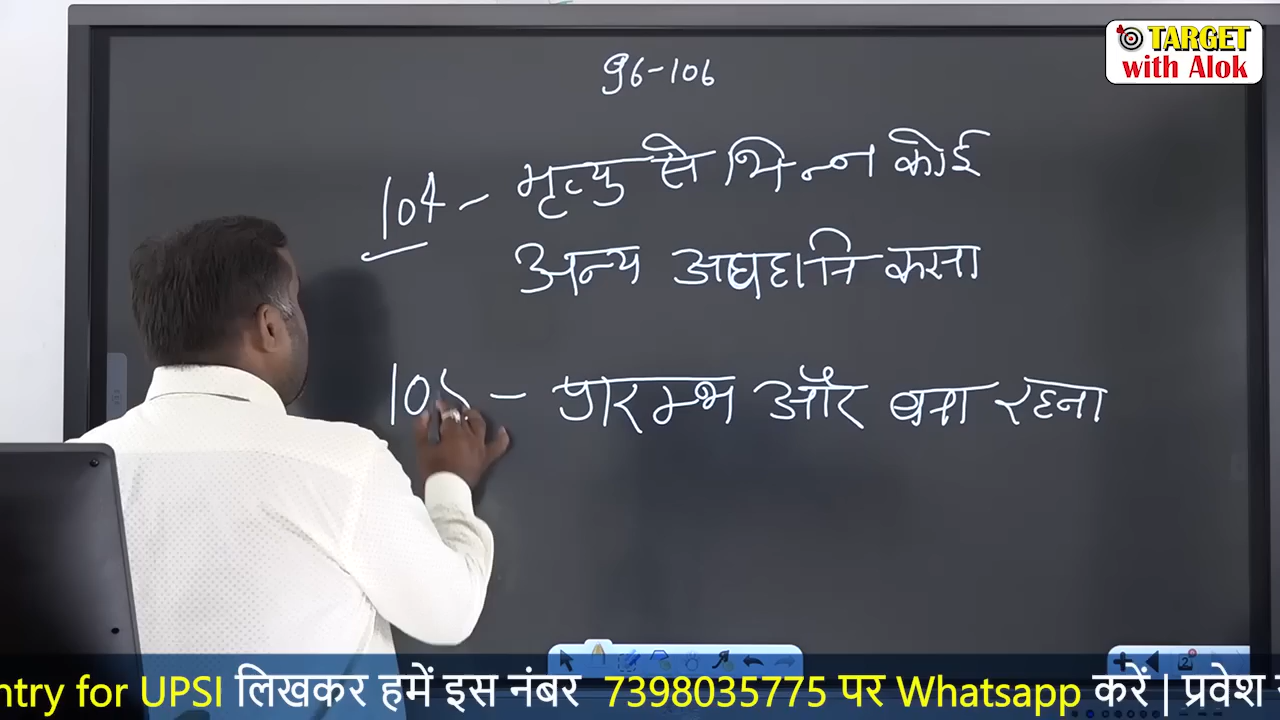 TARGET
with Alok
96-106
104 - मृत्यु से भिन्न कोई
अन्य अपहानि करना
105 - प्रारम्भ और बना रहना
ntry for UPSI लिखकर हमें इस नंबर 7398035775 पर Whatsapp करें | प्रवेश